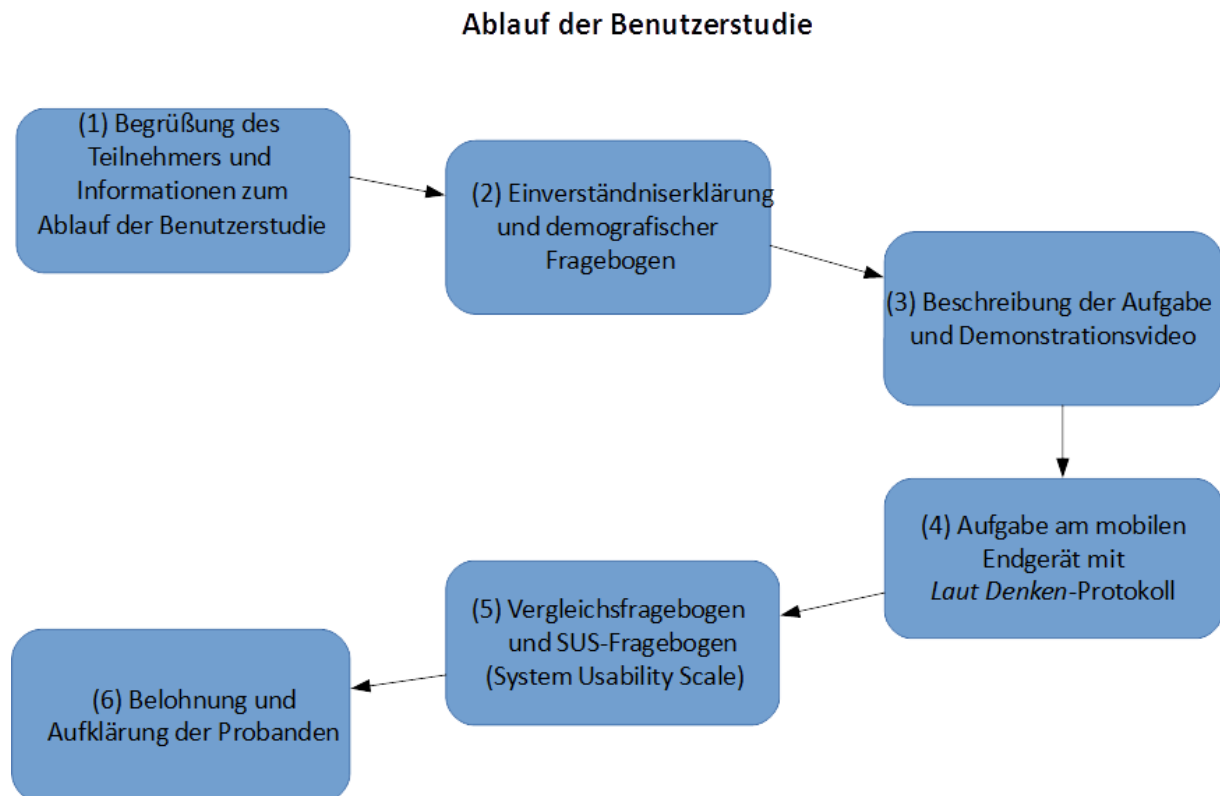 Ablauf der Benutzerstudie
(1) Begrüßung des
Teilnehmers und
Informationen zum
Ablauf der Benutzerstudie
(2) Einverständniserklärung
und demografischer
Fragebogen
(3) Beschreibung der Aufgabe
und Demonstrationsvideo
(4) Aufgabe am mobilen
Endgerät mit
Laut Denken-Protokoll
(5) Vergleichsfragebogen
und SUS-Fragebogen
(System Usability Scale)
(6) Belohnung und
Aufklärung der Probanden